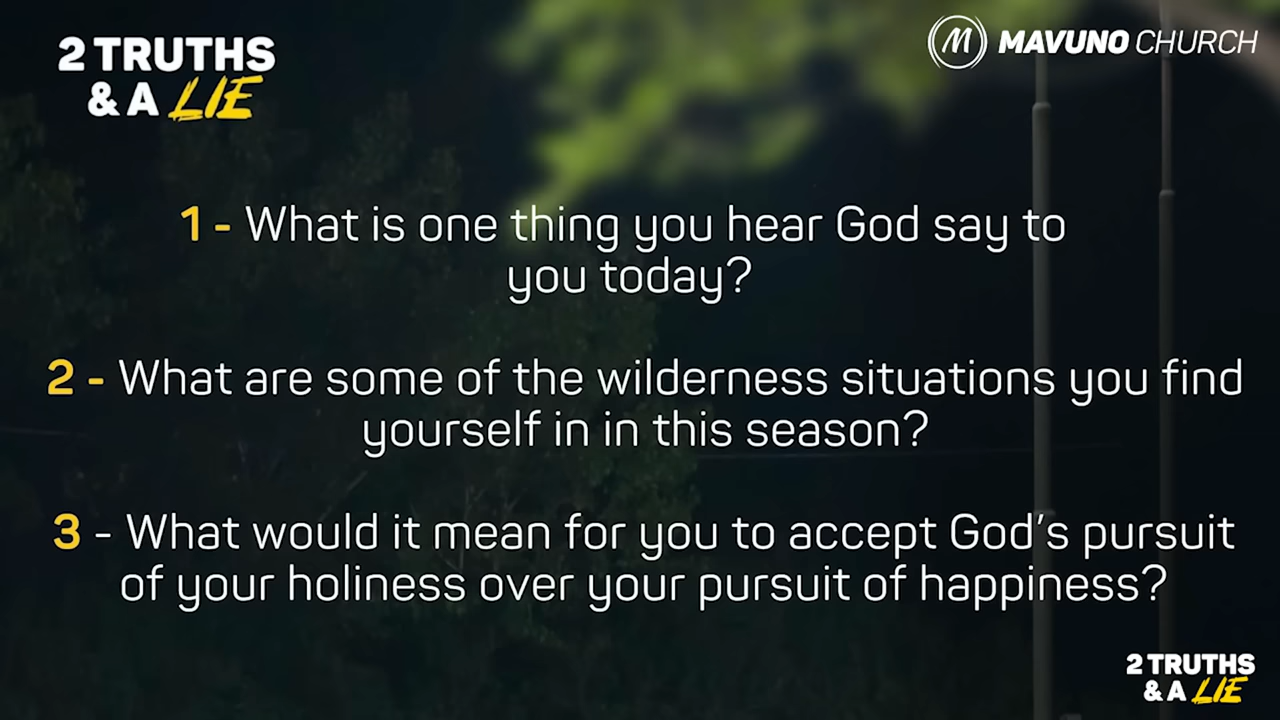 2 TRUTHS
& A LIE
M MAVUNO CHURCH
1 - What is one thing you hear God say to
you today?
2 - What are some of the wilderness situations you find
yourself in in this season?
3 - What would it mean for you to accept God's pursuit
of your holiness over your pursuit of happiness?
2 TRUTHS
& A LIE